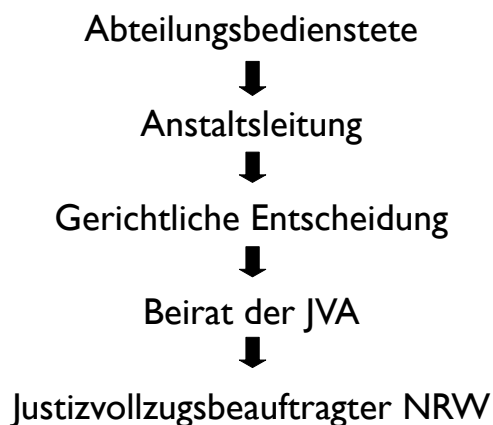 Abteilungsbedienstete
Anstaltsleitung
Gerichtliche Entscheidung
Beirat der JVA
Justizvollzugsbeauftragter NRW